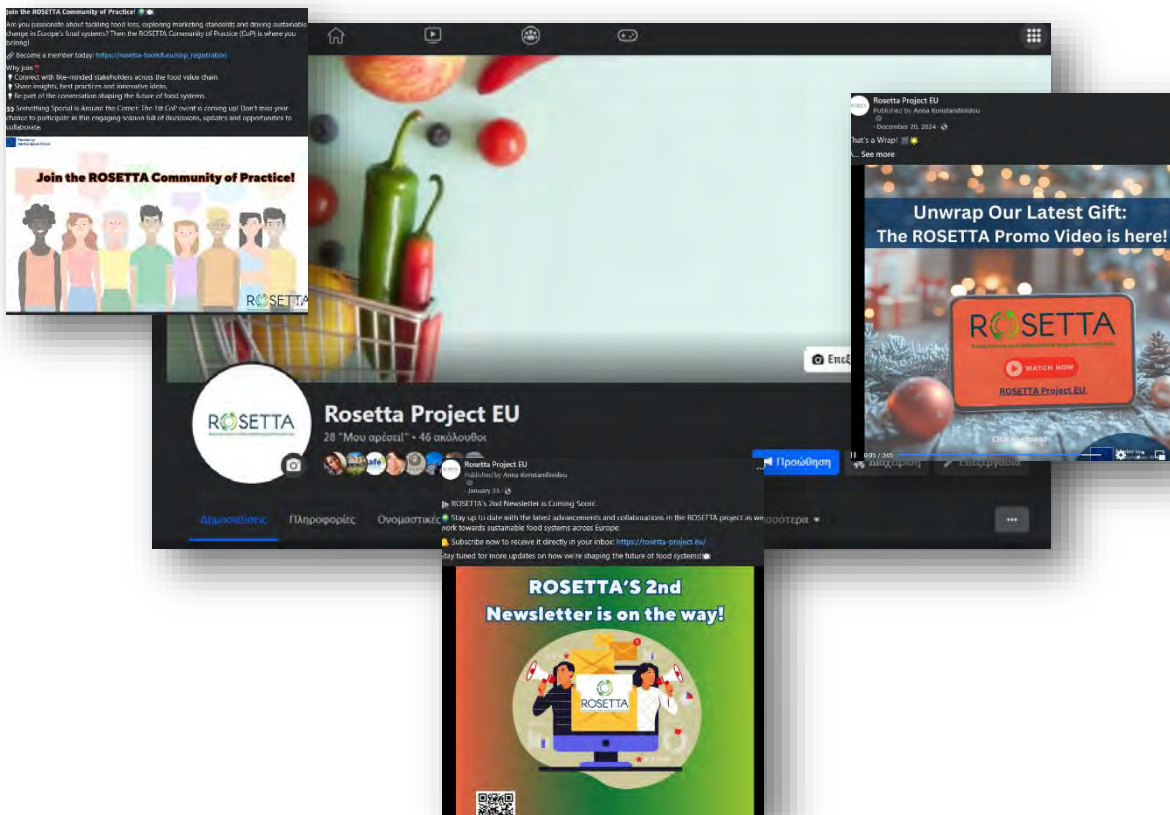 Join the ROSETTA Community of Practice!
Are you passionate about tackling food loss, exploring marketing standards and driving sustainable
change in Europe's food systems? Then the ROSETTA Community of Practice (CoP) is where you
belong!
Become a member today: https://rosetta-toolkit.eu/cop_registration
Why join
Connect with like-minded stakeholders across the food value chain
Share insights, best practices and innovative ideas.
Be part of the conversation shaping the future of food systems.
Something Special is Around the Corner: The 1st CoP event is coming up! Don't miss your
chance to participate in this engaging session full of discussions, updates and opportunities to
collaborate.
Join the ROSETTA Community of Practice!
ROSETTA
Rosetta Project EU
Published by Anna Konstandinidou
· December 20, 2024 ·
That's a Wrap!
... See more
Unwrap Our Latest Gift:
The ROSETTA Promo Video is here!
ROSETTA
WATCH NOW
ROSETTA Project EU
Click to expand
0:05 / 5:05
Επεξ
ROSETTA
Rosetta Project EU
28 "Μου αρέσει!" • 46 ακόλουθοι
Προώθηση
Διαχείριση
Επεξεργασία
Δημοσιεύσεις
Πληροφορίες
Ονομαστικές
σσότερα
Rosetta Project EU
Published by Anna Konstandinidou
· January 23 ·
ROSETTA's 2nd Newsletter is Coming Soon!
Stay up to date with the latest advancements and collaborations in the ROSETTA project as we
work towards sustainable food systems across Europe.
Subscribe now to receive it directly in your inbox: https://rosetta-project.eu/
Stay tuned for more updates on how we're shaping the future of food systems!
ROSETTA'S 2nd
Newsletter is on the way!
ROSETTA